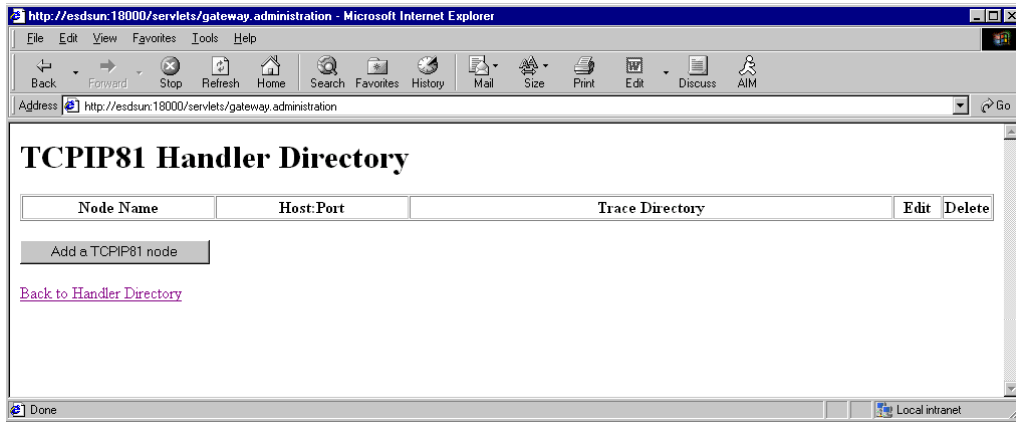 http://esdsun:18000/servlets/gateway.administration - Microsoft Internet Explorer
File Edit View Favorites Tools Help
Back Forward Stop Refresh Home Search Favorites History Mail Size Print Edit Discuss AIM
Address http://esdsun:18000/servlets/gateway.administration Go
TCPIP81 Handler Directory
Node Name Host:Port Trace Directory Edit Delete
Add a TCPIP81 node
Back to Handler Directory
Done Local intranet